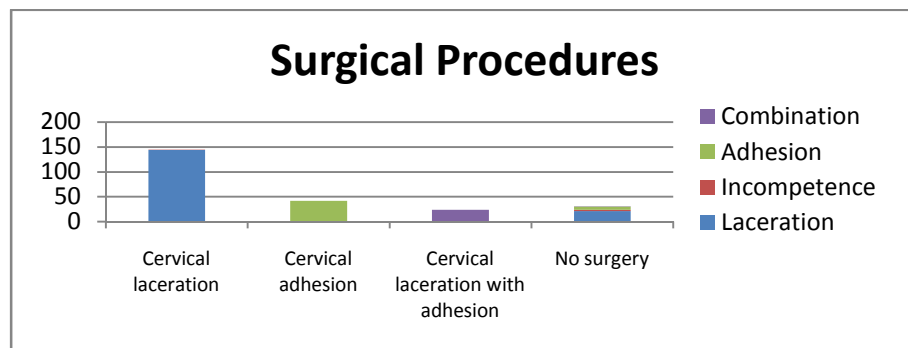 Surgical Procedures
200
150
100
50
0
Cervical
laceration
Cervical
adhesion
Cervical
laceration with
adhesion
No surgery
Combination
Adhesion
Incompetence
Laceration